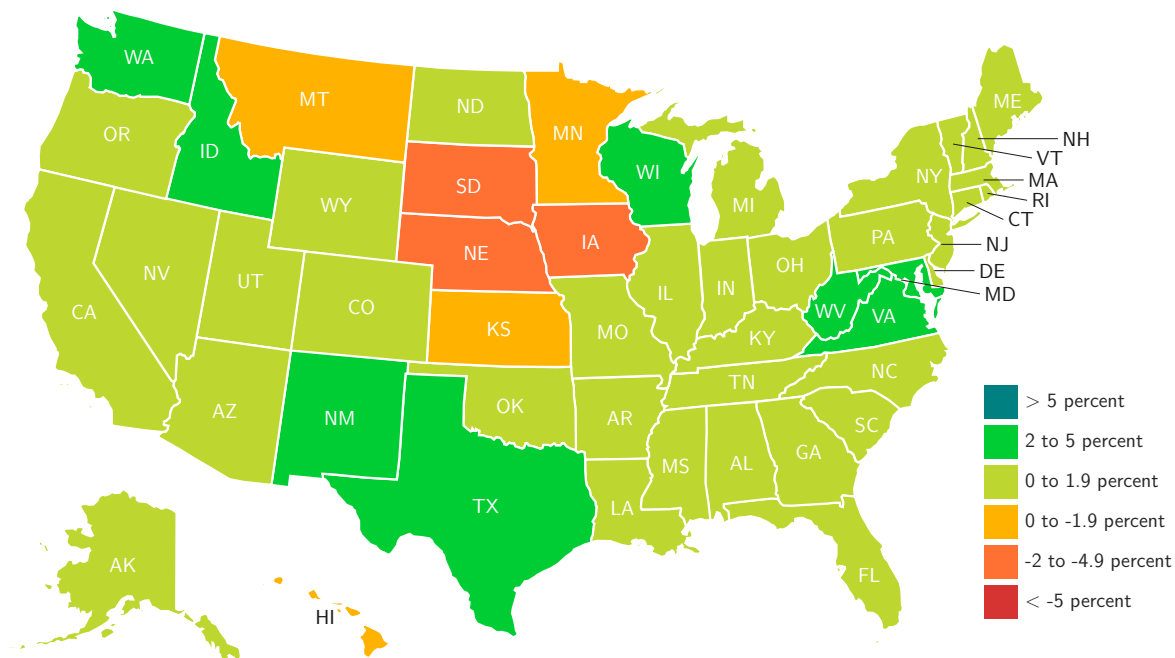 WA
MT
ND
ME
OR
MN
NH
ID
VT
WI
NY
MA
SD
RI
WY
MI
CT
PA
IA
NJ
NE
OH
NV
DE
UT
IL
IN
MD
CO
WV
VA
CA
KS
MO
KY
NC
TN
> 5 percent
AZ
NM
OK
AR
SC
2 to 5 percent
GA
MS
AL
0 to 1.9 percent
TX
LA
0 to -1.9 percent
AK
-2 to -4.9 percent
FL
< -5 percent
HI